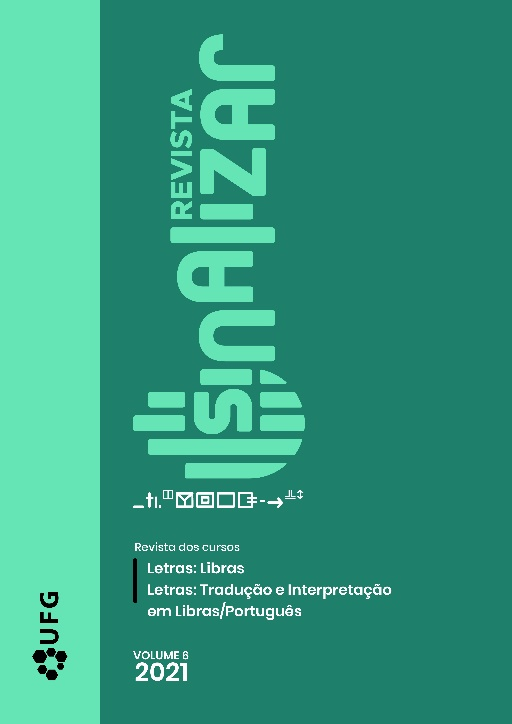 REVISTA
sinalizar
Revista dos cursos
Letras: Libras
Letras: Tradução e Interpretação
em Libras/Português
VOLUME 6
2021
UFG